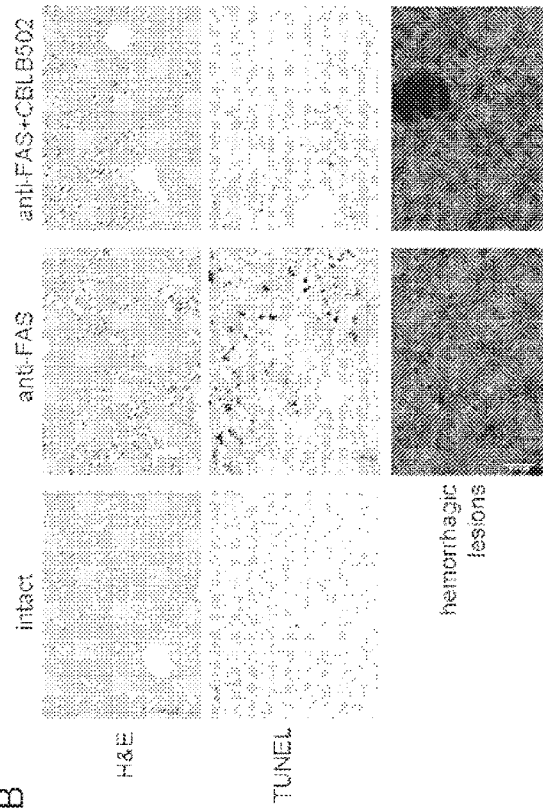 B
intact
anti-FAS
anti-FAS+CBLB502
H&E
TUNEL
hemorrhagic
lesions